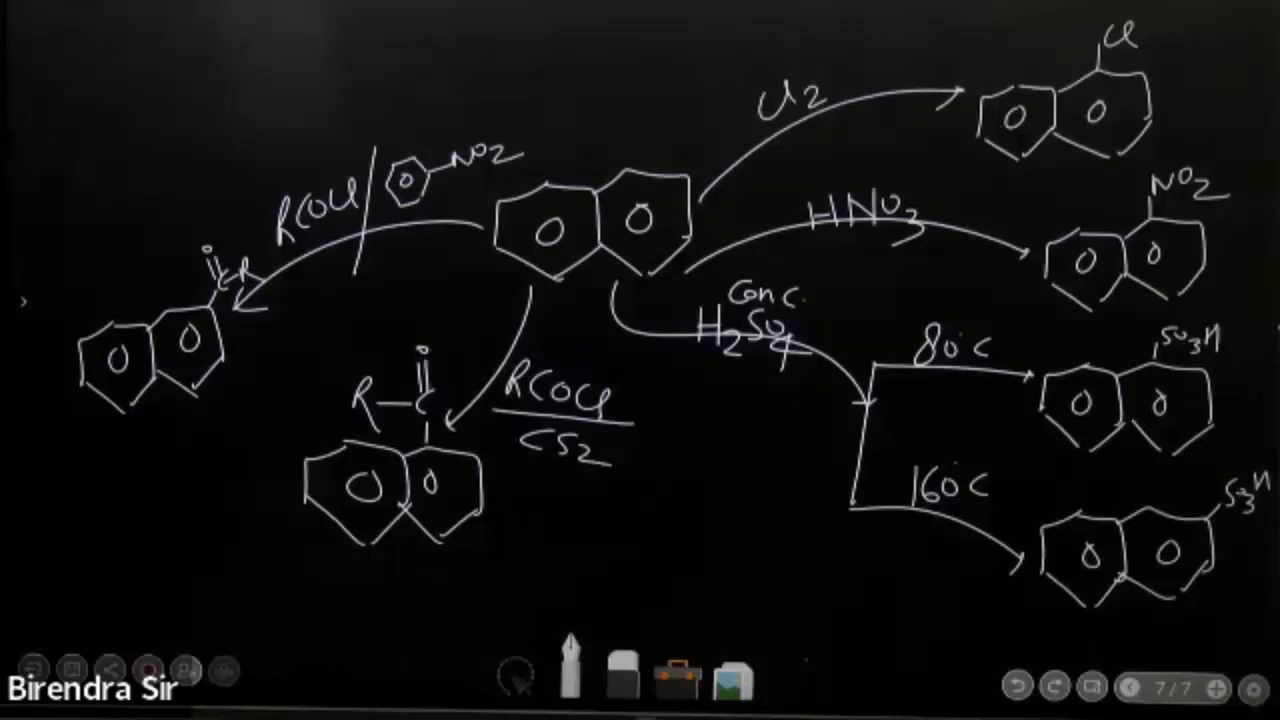 Cl
Cl2
NO2
RCOCl
NO2
HNO3
O
C-R
Conc.
H2SO4
80°C
SO3H
O
R-C
RCOCl
CS2
160°C
SO3H
Birendra Sir
7/7